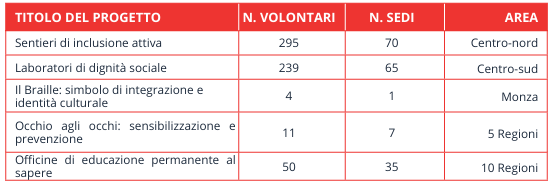 TITOLO DEL PROGETTO N. VOLONTARI N. SEDI AREA
Sentieri di inclusione attiva 295 70 Centro-nord
Laboratori di dignità sociale 239 65 Centro-sud
Il Braille: simbolo di integrazione e
identità culturale 4 1 Monza
Occhio agli occhi: sensibilizzazione e
prevenzione 11 7 5 Regioni
Officine di educazione permanente al
sapere 50 35 10 Regioni